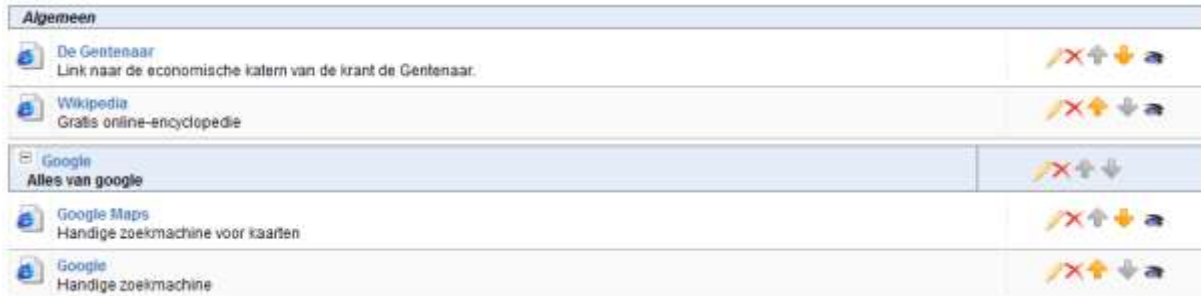 Algemeen
De Gentenaar
Link naar de economische katern van de krant de Gentenaar.
Wikipedia
Gratis online-encyclopedie
Google
Alles van google
Google Maps
Handige zoekmachine voor kaarten
Google
Handige zoekmachine